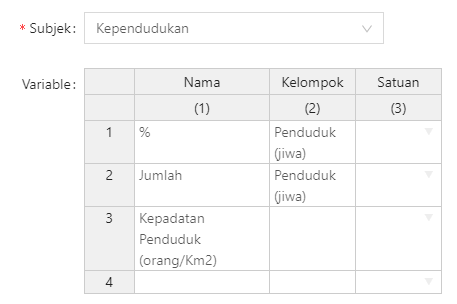 * Subjek: Kependudukan
Variable:
Nama Kelompok Satuan
(1) (2) (3)
1 % Penduduk
(jiwa)
2 Jumlah Penduduk
(jiwa)
3 Kepadatan
Penduduk
(orang/Km2)
4